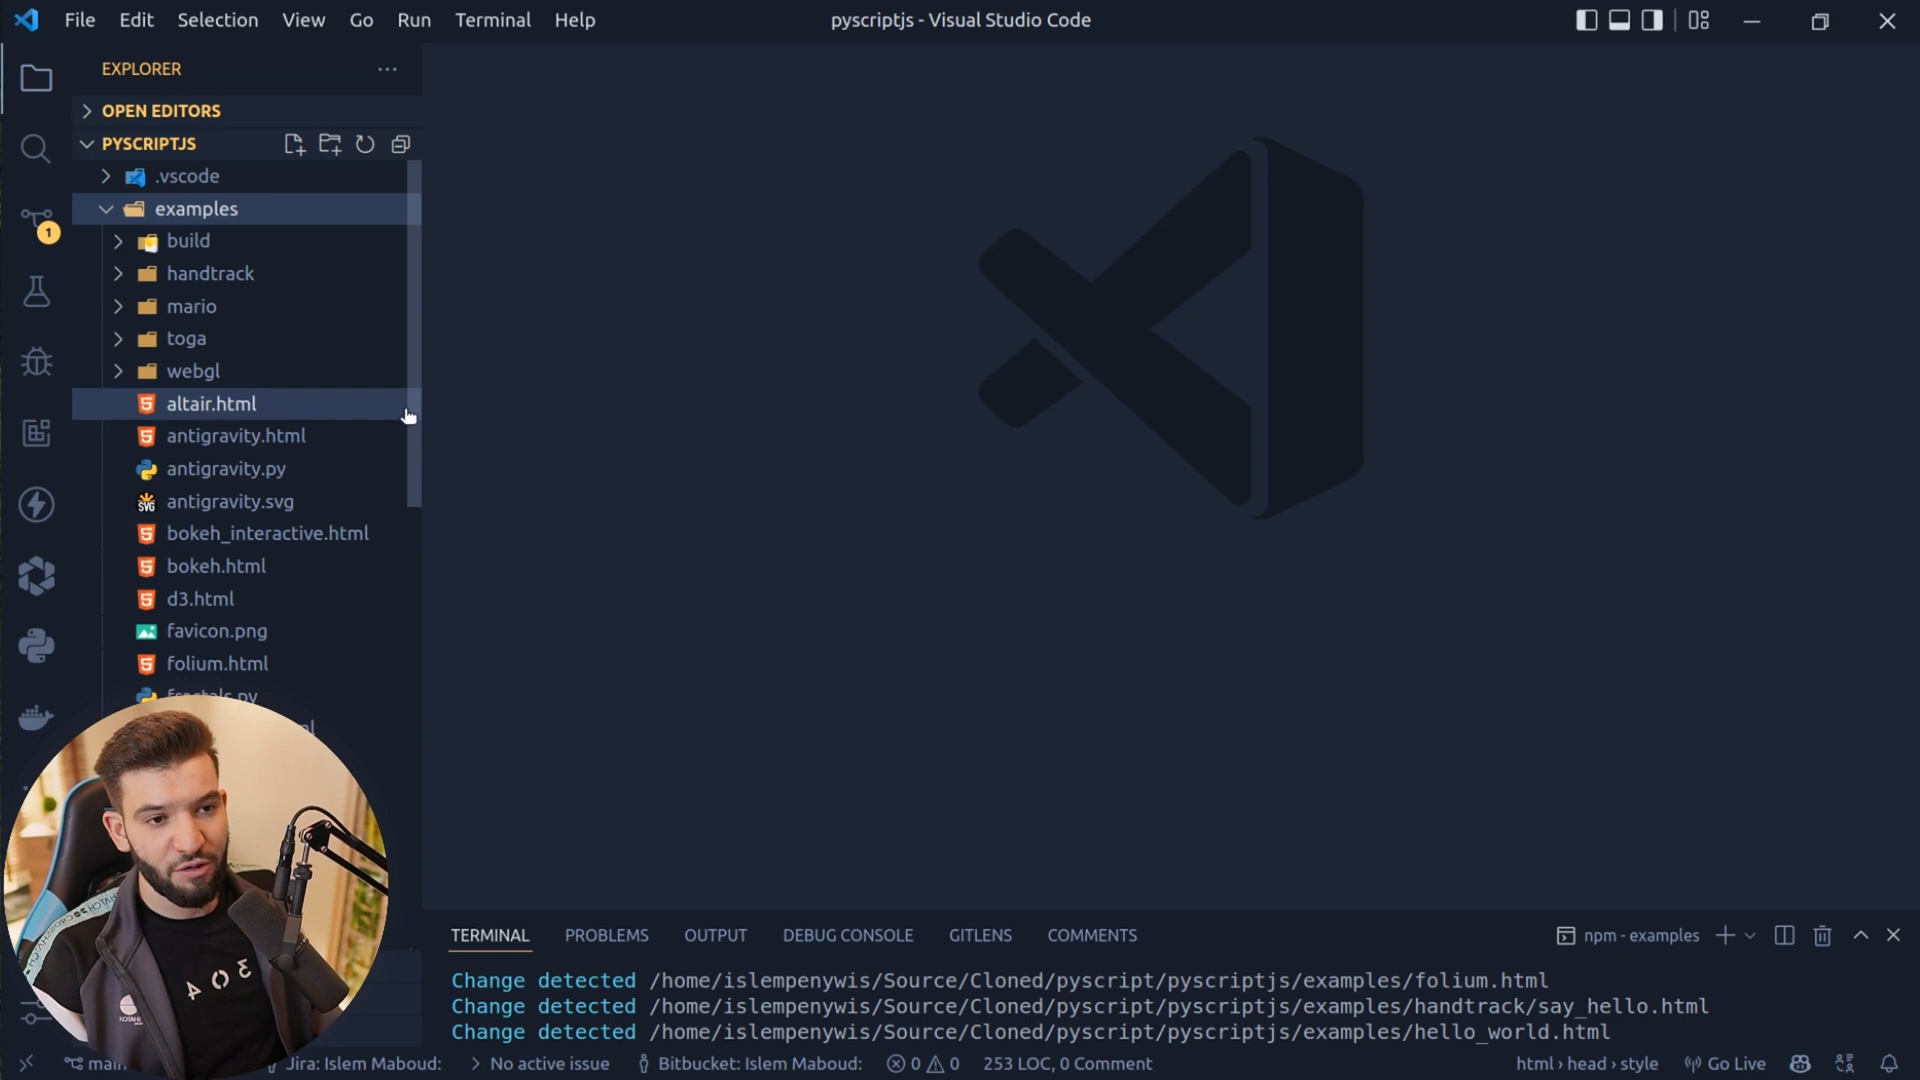 File Edit Selection View Go Run Terminal Help
pyscriptjs - Visual Studio Code
EXPLORER
OPEN EDITORS
PYSCRIPTJS
.vscode
examples
1
build
handtrack
mario
toga
webgl
altair.html
antigravity.html
antigravity.py
SVG antigravity.svg
bokeh_interactive.html
bokeh.html
d3.html
favicon.png
folium.html
fractals.py
TERMINAL PROBLEMS OUTPUT DEBUG CONSOLE GITLENS COMMENTS
npm - examples
Change detected /home/islempenywis/Source/Cloned/pyscript/pyscriptjs/examples/folium.html
Change detected /home/islempenywis/Source/Cloned/pyscript/pyscriptjs/examples/handtrack/say_hello.html
Change detected /home/islempenywis/Source/Cloned/pyscript/pyscriptjs/examples/hello_world.html
main Jira: Islem Maboud: No active issue Bitbucket: Islem Maboud: 0 0 253 LOC, 0 Comment html › head › style Go Live